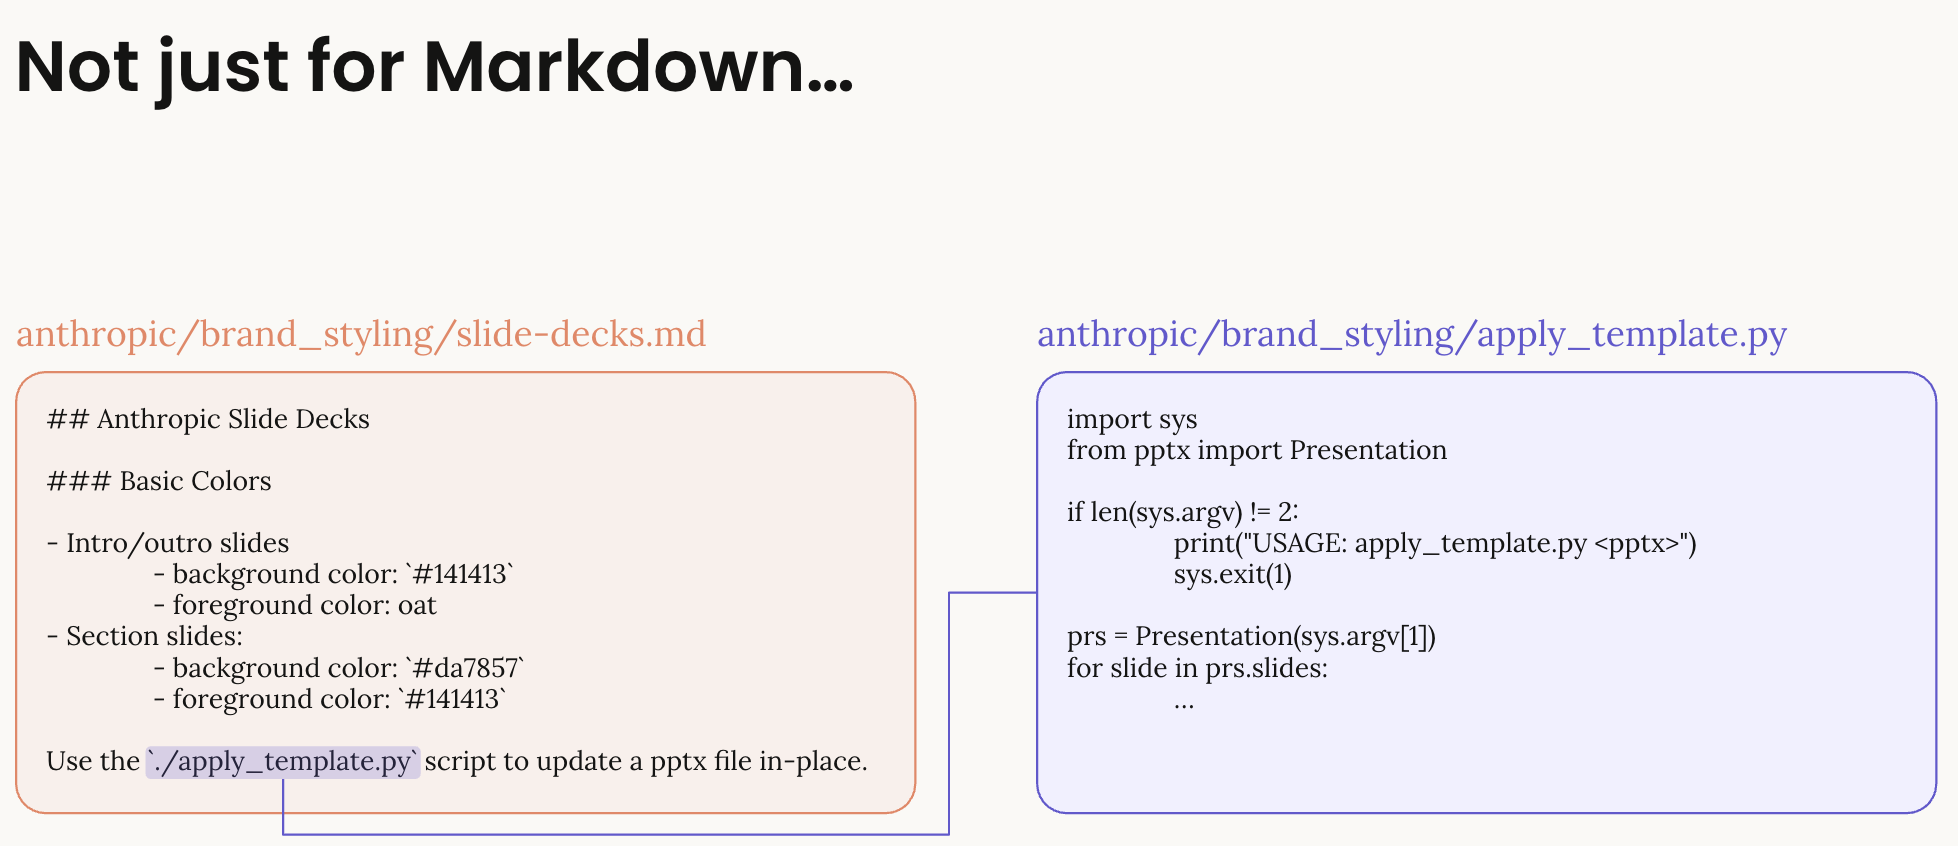 Not just for Markdown...
anthropic/brand_styling/slide-decks.md
## Anthropic Slide Decks
### Basic Colors
- Intro/outro slides
- background color: `#141413`
- foreground color: oat
- Section slides:
- background color: `#da7857`
- foreground color: `#141413`
Use the `./apply_template.py` script to update a pptx file in-place.
anthropic/brand_styling/apply_template.py
import sys
from pptx import Presentation
if len(sys.argv) != 2:
print("USAGE: apply_template.py <pptx>")
sys.exit(1)
prs = Presentation(sys.argv[1])
for slide in prs.slides:
...